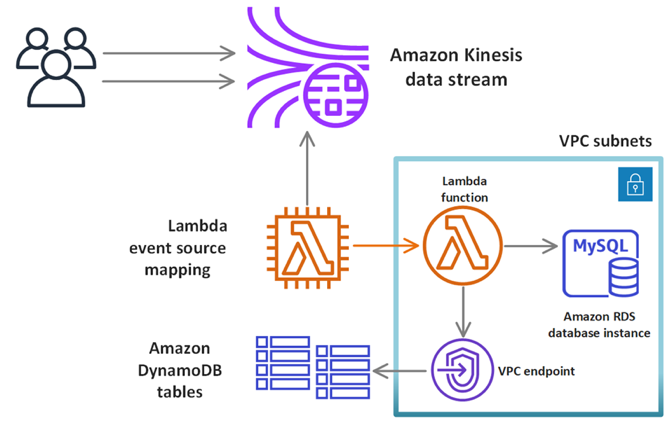 Amazon Kinesis
data stream
VPC subnets
Lambda
function
Lambda
event source
mapping
MySQL
Amazon RDS
database instance
Amazon
DynamoDB
tables
VPC endpoint